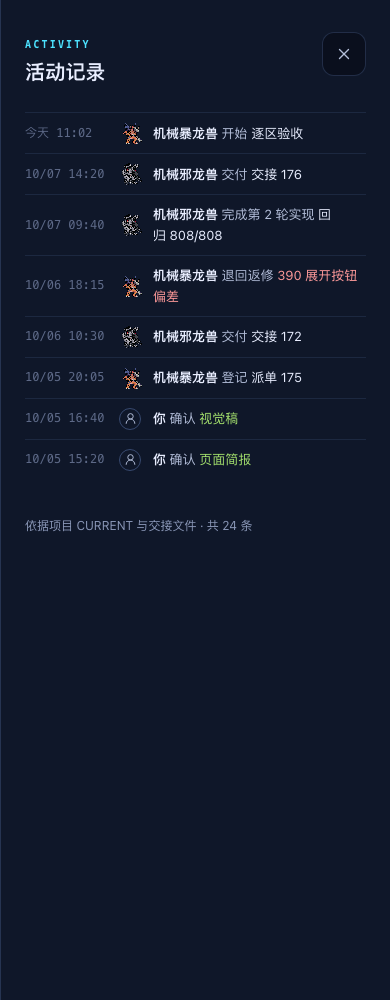 ACTIVITY
活动记录
今天 11:02 机械暴龙兽 开始 逐区验收
10/07 14:20 机械邪龙兽 交付 交接 176
10/07 09:40 机械邪龙兽 完成第 2 轮实现 回
归 808/808
10/06 18:15 机械暴龙兽 退回返修 390 展开按钮
偏差
10/06 10:30 机械邪龙兽 交付 交接 172
10/05 20:05 机械暴龙兽 登记 派单 175
10/05 16:40 你 确认 视觉稿
10/05 15:20 你 确认 页面简报
依据项目 CURRENT 与交接文件 · 共 24 条